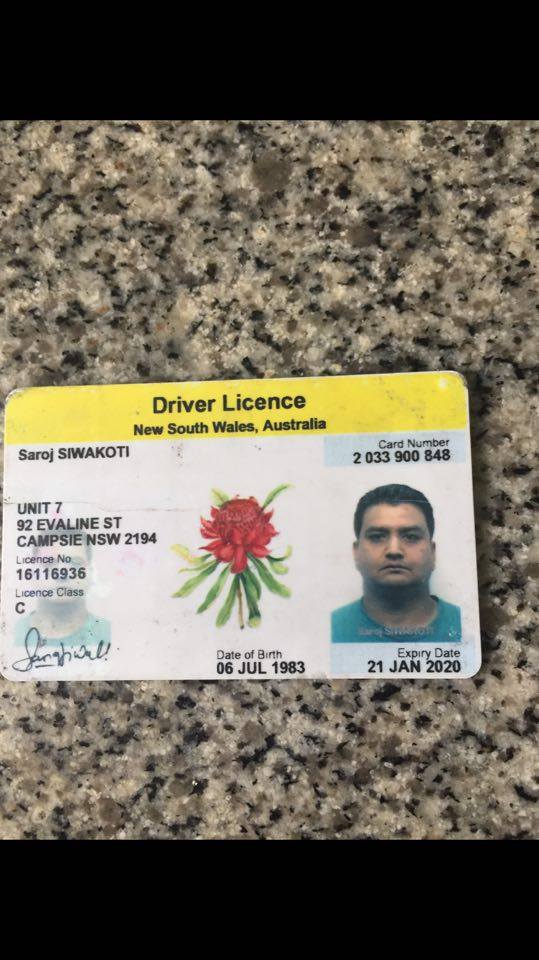 Driver Licence
New South Wales, Australia
Saroj SIWAKOTI
Card Number
2 033 900 848
UNIT 7
92 EVALINE ST
CAMPSIE NSW 2194
Licence No
16116936
Licence Class
C
Saroj SIWAKOTI
Date of Birth
06 JUL 1983
Expiry Date
21 JAN 2020